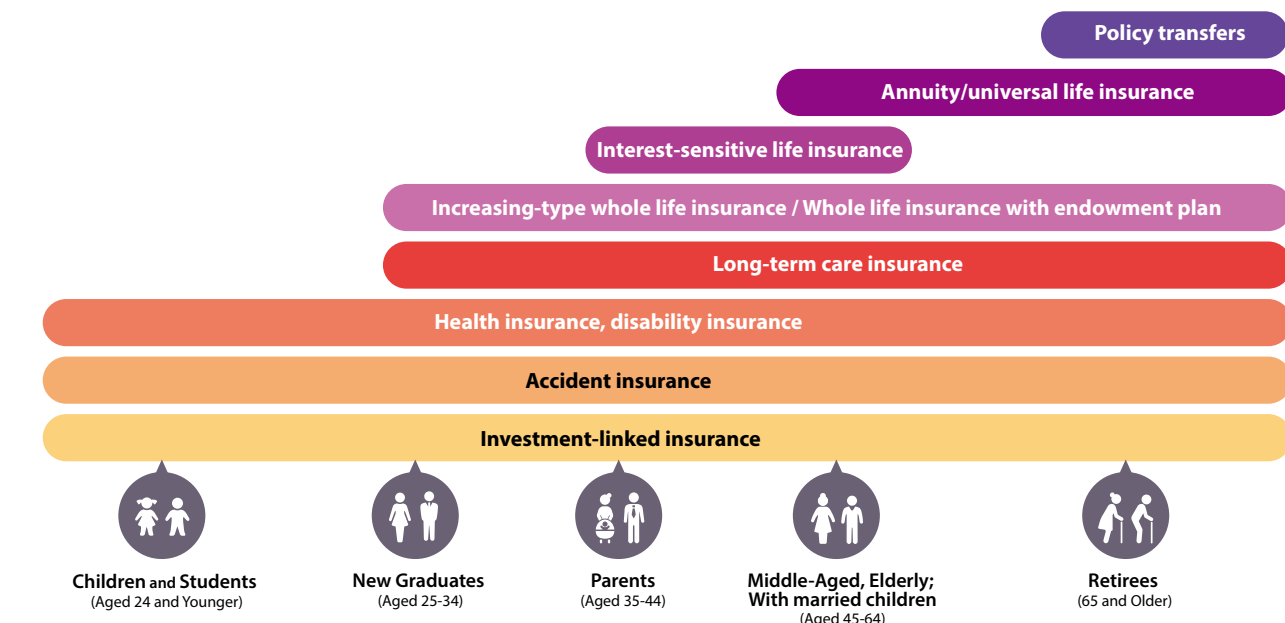 Policy transfers
Annuity/universal life insurance
Interest-sensitive life insurance
Increasing-type whole life insurance / Whole life insurance with endowment plan
Long-term care insurance
Health insurance, disability insurance
Accident insurance
Investment-linked insurance
Children and Students
(Aged 24 and Younger)
New Graduates
(Aged 25-34)
Parents
(Aged 35-44)
Middle-Aged, Elderly;
With married children
(Aged 45-64)
Retirees
(65 and Older)